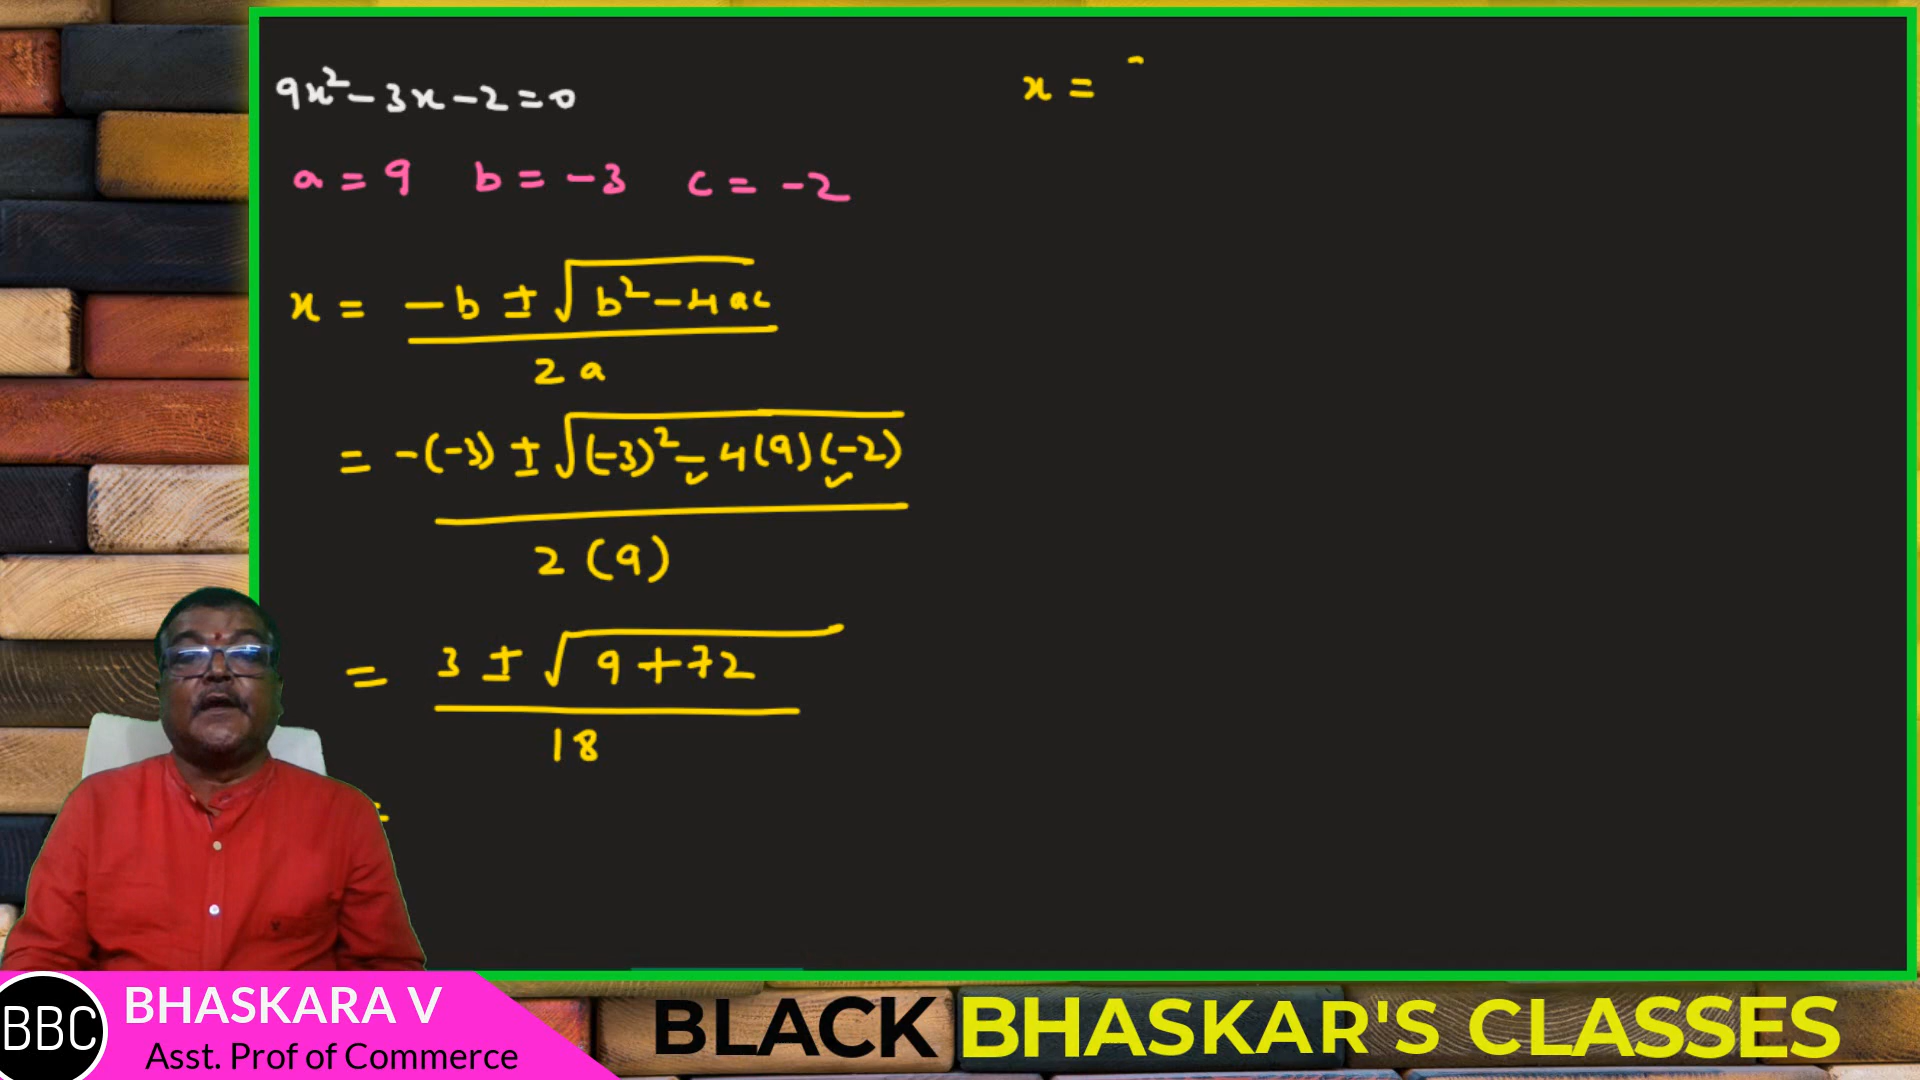 9x² - 3x - 2 = 0
a = 9 b = -3 c = -2
x = -b ± √b² - 4ac
2a
= -(-3) ± √(-3)² - 4(9)(-2)
2(9)
= 3 ± √9 + 72
18
=
x =
BBC
BHASKARA V
Asst. Prof of Commerce
BLACK BHASKAR'S CLASSES